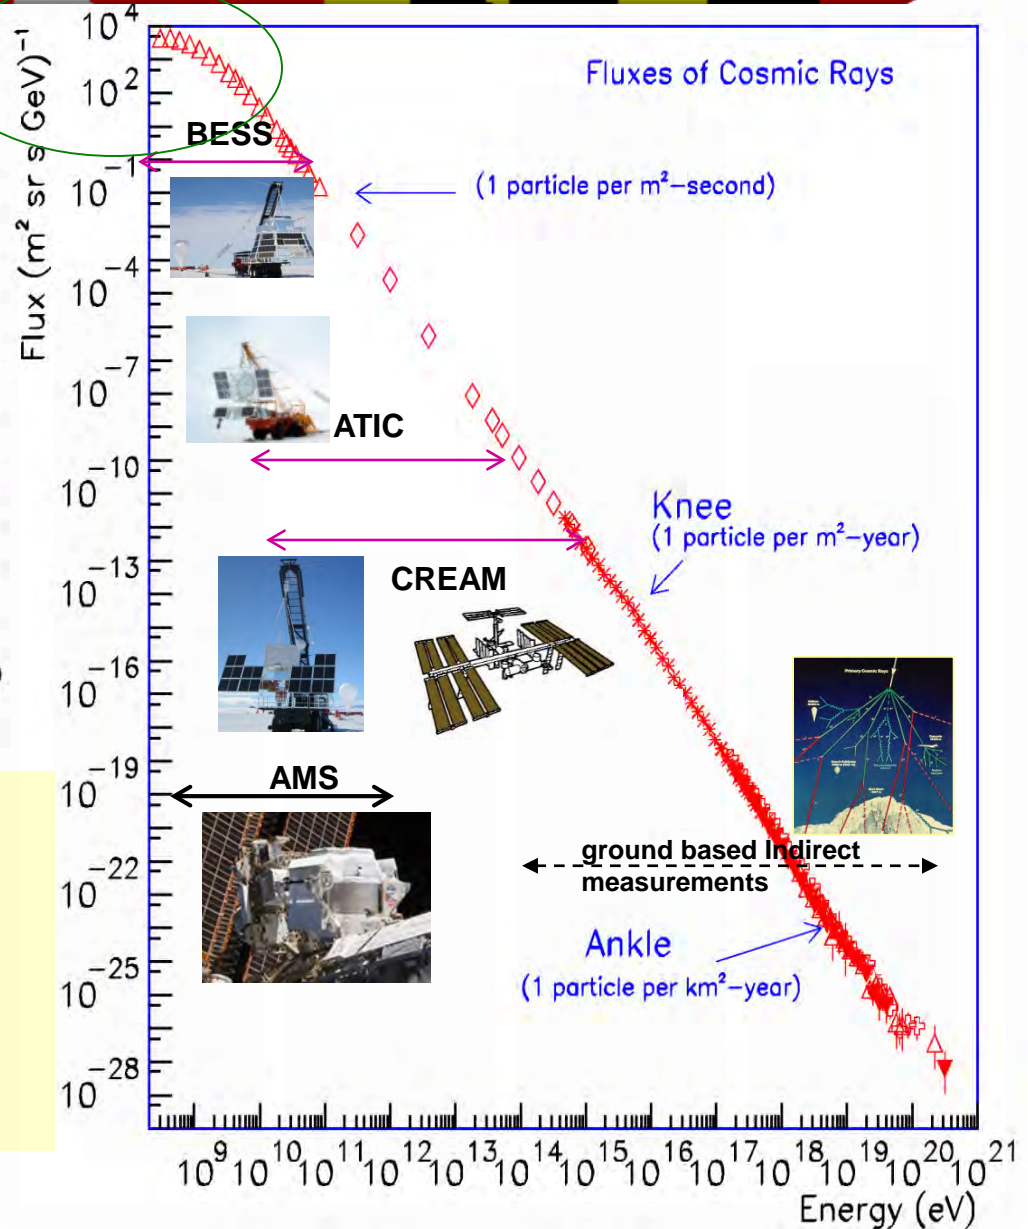 Fluxes of Cosmic Rays
Flux (m² sr s GeV)⁻¹
10⁴
10²
10⁻¹
10⁻⁴
10⁻⁷
10⁻¹⁰
10⁻¹³
10⁻¹⁶
10⁻¹⁹
10⁻²²
10⁻²⁵
10⁻²⁸
BESS
(1 particle per m²−second)
ATIC
Knee
(1 particle per m²−year)
CREAM
Primary Cosmic Rays
AMS
ground based Indirect
measurements
Ankle
(1 particle per km²−year)
10⁹ 10¹⁰ 10¹¹ 10¹² 10¹³ 10¹⁴ 10¹⁵ 10¹⁶ 10¹⁷ 10¹⁸ 10¹⁹ 10²⁰ 10²¹
Energy (eV)